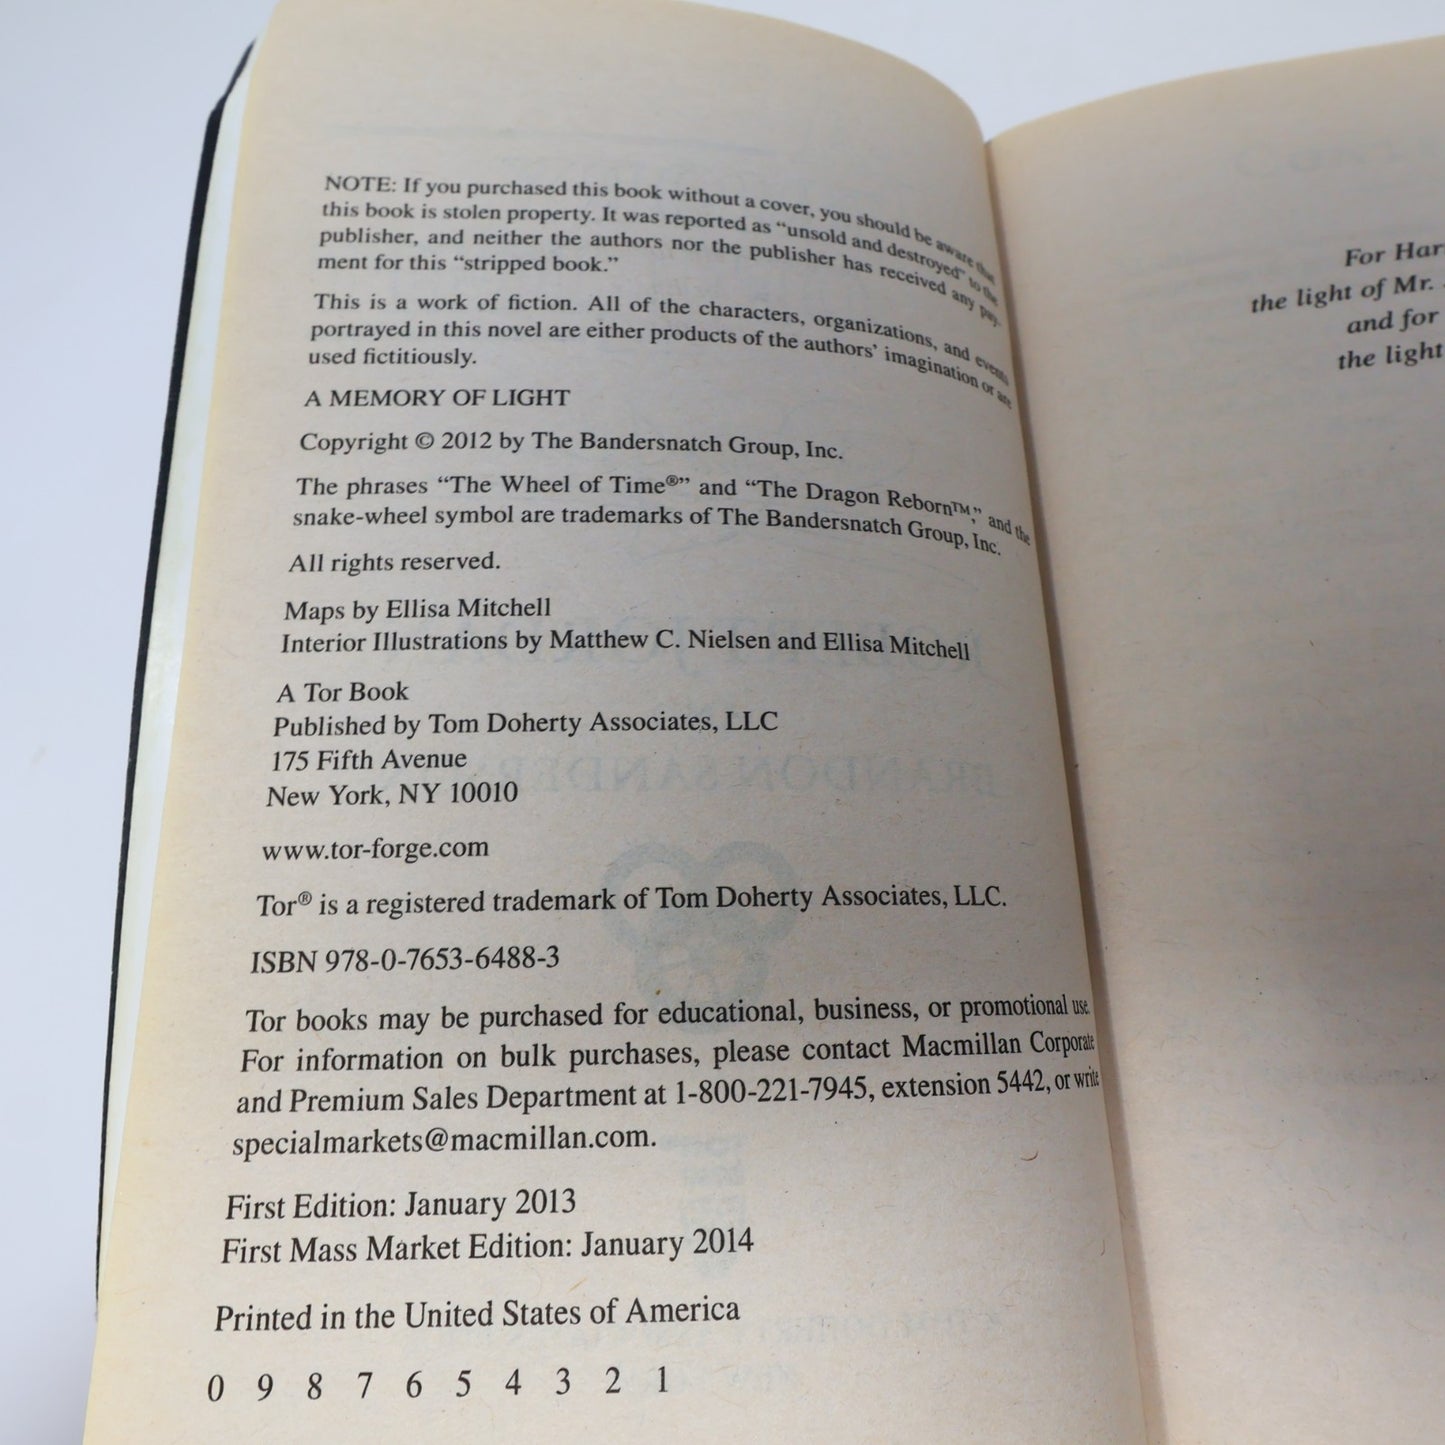 NOTE: If you purchased this book without a cover, you should be aware that
this book is stolen property. It was reported as “unsold and destroyed” to the
publisher, and neither the authors nor the publisher has received any pay-
ment for this “stripped book.”
This is a work of fiction. All of the characters, organizations, and events
portrayed in this novel are either products of the authors’ imagination or are
used fictitiously.
A MEMORY OF LIGHT
Copyright © 2012 by The Bandersnatch Group, Inc.
The phrases “The Wheel of Time®” and “The Dragon Reborn™,” and the
snake-wheel symbol are trademarks of The Bandersnatch Group, Inc.
All rights reserved.
Maps by Ellisa Mitchell
Interior Illustrations by Matthew C. Nielsen and Ellisa Mitchell
A Tor Book
Published by Tom Doherty Associates, LLC
175 Fifth Avenue
New York, NY 10010
www.tor-forge.com
Tor® is a registered trademark of Tom Doherty Associates, LLC.
ISBN 978-0-7653-6488-3
Tor books may be purchased for educational, business, or promotional use.
For information on bulk purchases, please contact Macmillan Corporate
and Premium Sales Department at 1-800-221-7945, extension 5442, or write
specialmarkets@macmillan.com.
First Edition: January 2013
First Mass Market Edition: January 2014
Printed in the United States of America
0 9 8 7 6 5 4 3 2 1
For Har
the light of Mr.
and for
the light